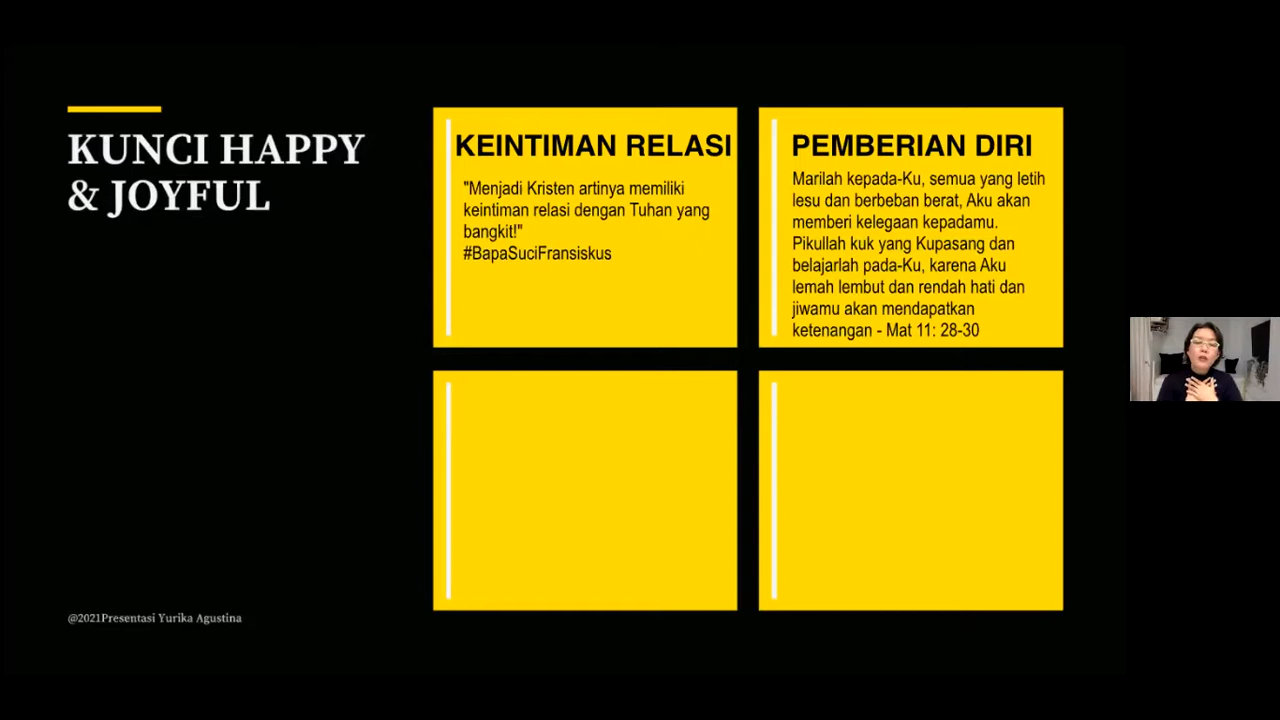 KUNCI HAPPY
& JOYFUL
KEINTIMAN RELASI
"Menjadi Kristen artinya memiliki
keintiman relasi dengan Tuhan yang
bangkit!"
#BapaSuciFransiskus
PEMBERIAN DIRI
Marilah kepada-Ku, semua yang letih
lesu dan berbeban berat, Aku akan
memberi kelegaan kepadamu.
Pikullah kuk yang Kupasang dan
belajarlah pada-Ku, karena Aku
lemah lembut dan rendah hati dan
jiwamu akan mendapatkan
ketenangan - Mat 11: 28-30
@2021Presentasi Yurika Agustina